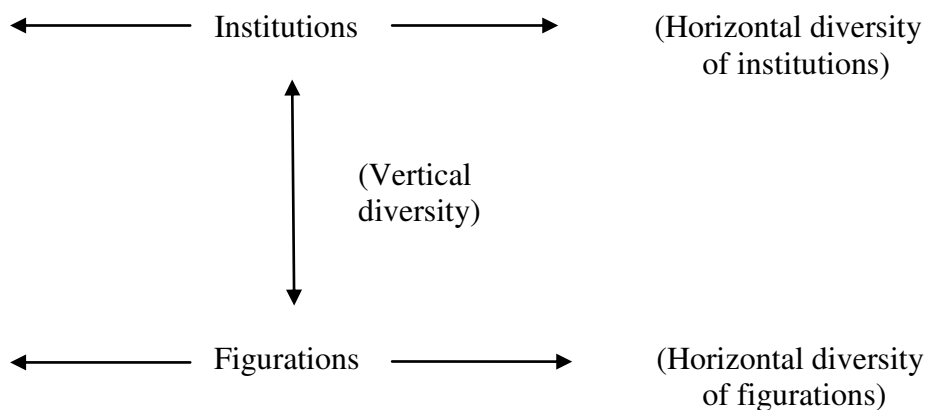 Institutions
(Horizontal diversity
of institutions)
(Vertical
diversity)
Figurations
(Horizontal diversity
of figurations)